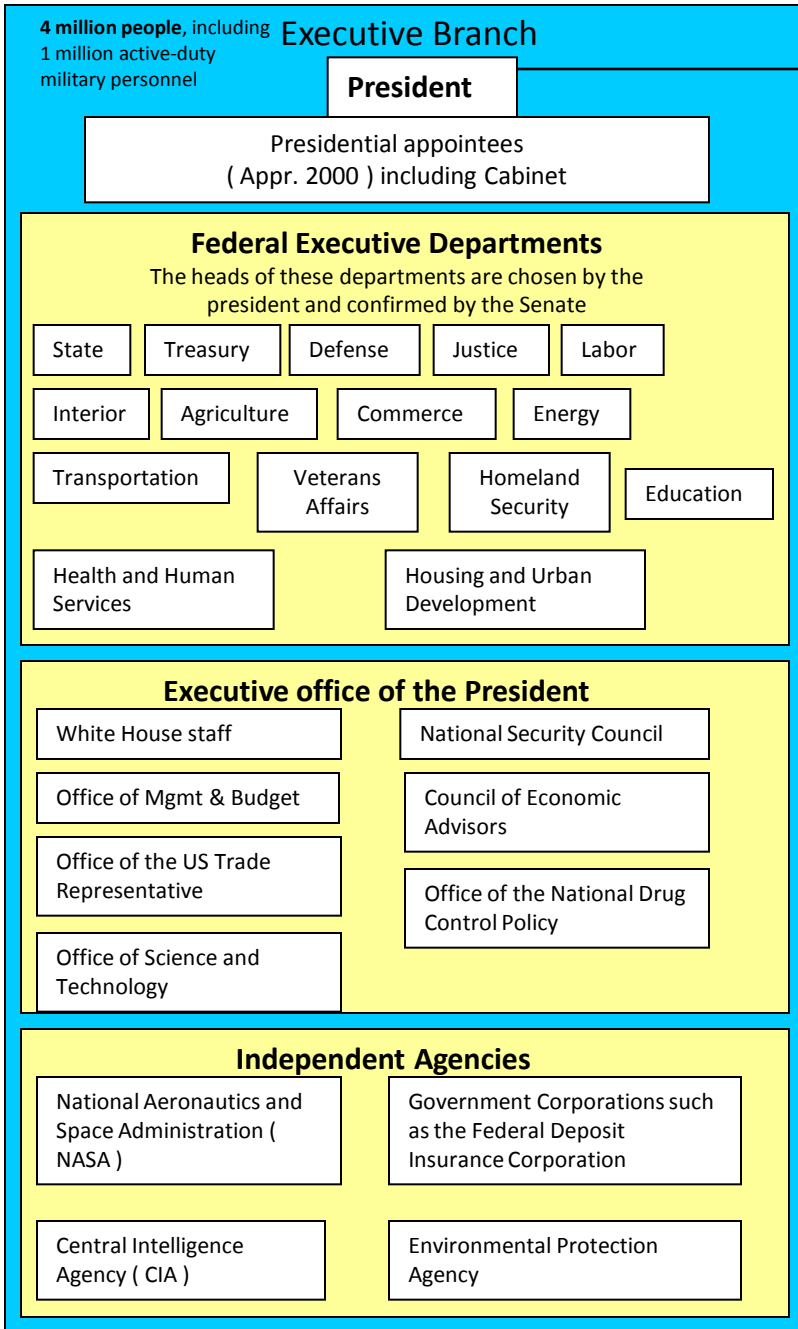 4 million people, including
1 million active-duty
military personnel
Executive Branch
President
Presidential appointees
( Appr. 2000 ) including Cabinet
Federal Executive Departments
The heads of these departments are chosen by the
president and confirmed by the Senate
State
Treasury
Defense
Justice
Labor
Interior
Agriculture
Commerce
Energy
Transportation
Veterans
Affairs
Homeland
Security
Education
Health and Human
Services
Housing and Urban
Development
Executive office of the President
White House staff
National Security Council
Office of Mgmt & Budget
Council of Economic
Advisors
Office of the US Trade
Representative
Office of the National Drug
Control Policy
Office of Science and
Technology
Independent Agencies
National Aeronautics and
Space Administration (
NASA )
Government Corporations such
as the Federal Deposit
Insurance Corporation
Central Intelligence
Agency ( CIA )
Environmental Protection
Agency